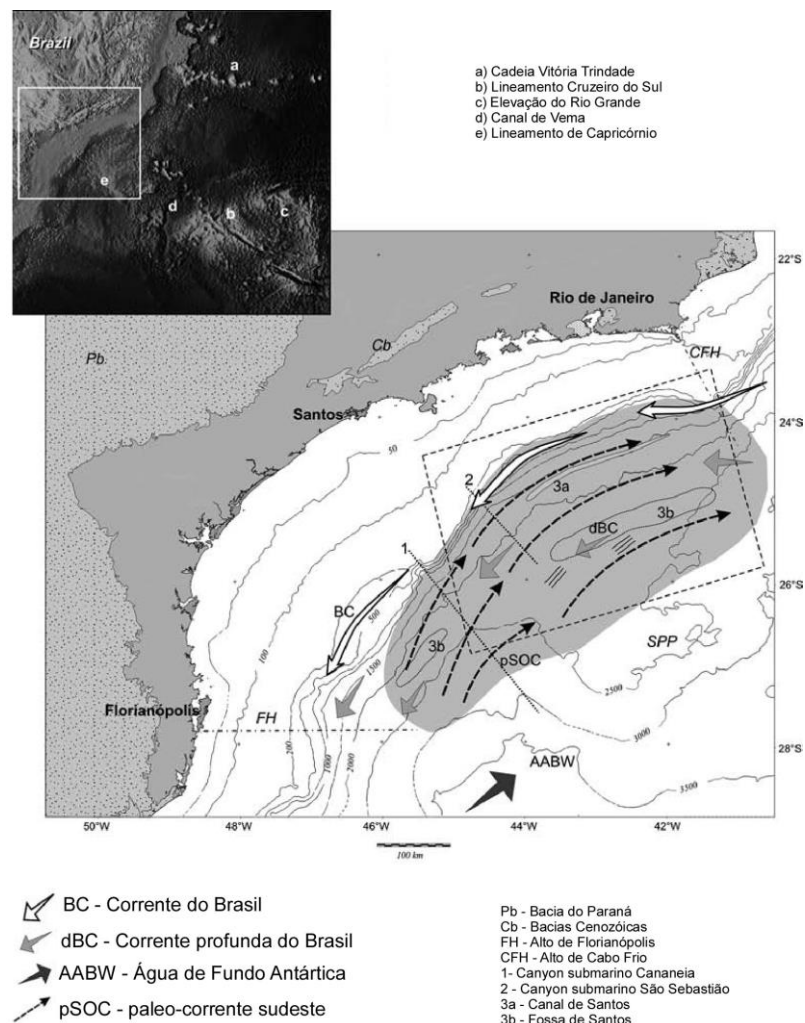 Brazil
a
e
d
b
c
a) Cadeia Vitória Trindade
b) Lineamento Cruzeiro do Sul
c) Elevação do Rio Grande
d) Canal de Vema
e) Lineamento de Capricórnio
22°S
Rio de Janeiro
Pb
Cb
CFH
Santos
50
24°S
2
3a
dBC
3b
1
26°S
BC
500
100
3b
1500
pSOC
SPP
2500
Florianópolis
FH
200
1000
2000
3000
28°S
AABW
3500
50°W
48°W
46°W
44°W
42°W
100 km
BC - Corrente do Brasil
dBC - Corrente profunda do Brasil
AABW - Água de Fundo Antártica
pSOC - paleo-corrente sudeste
Pb - Bacia do Paraná
Cb - Bacias Cenozóicas
FH - Alto de Florianópolis
CFH - Alto de Cabo Frio
1- Canyon submarino Cananeia
2 - Canyon submarino São Sebastião
3a - Canal de Santos
3b - Fossa de Santos